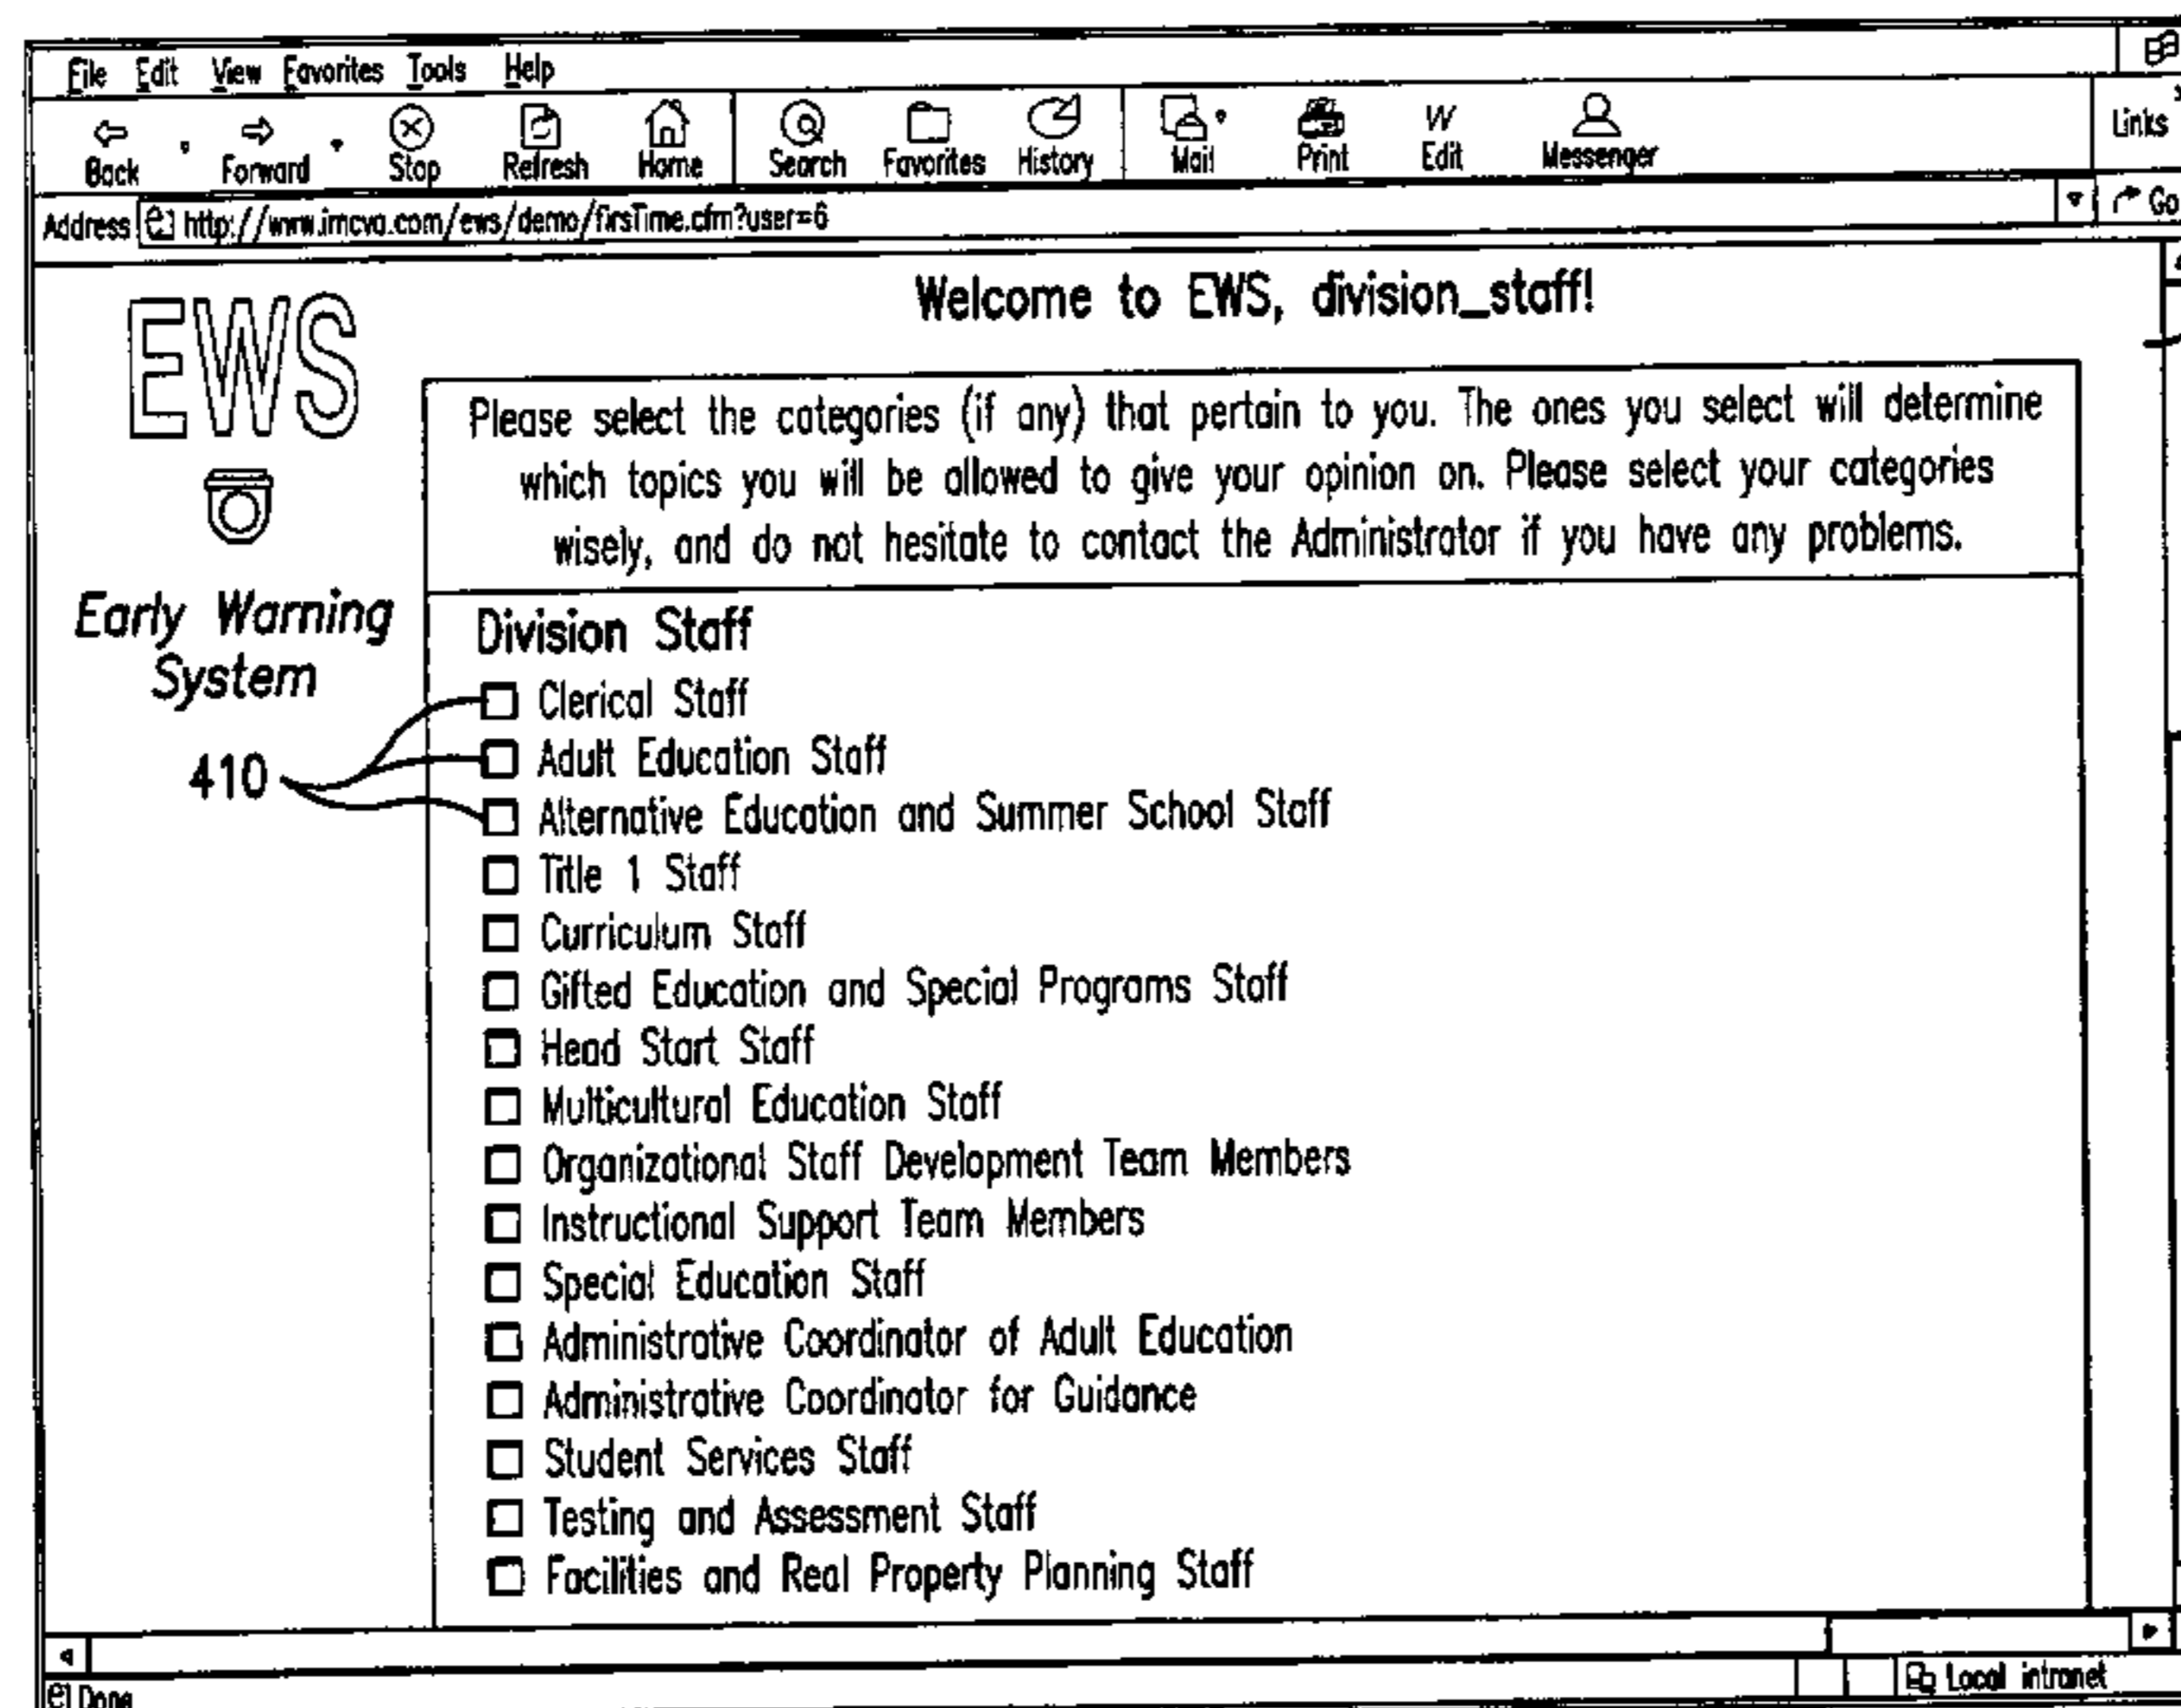 File Edit View Favorites Tools Help
Back Forward Stop Refresh Home Search Favorites History Mail Print Edit Messenger Links
Address http://www.imcva.com/ews/demo/firsTime.cfm?user=6 Go
Welcome to EWS, division_staff!
EWS
Early Warning
System
Please select the categories (if any) that pertain to you. The ones you select will determine
which topics you will be allowed to give your opinion on. Please select your categories
wisely, and do not hesitate to contact the Administrator if you have any problems.
Division Staff
Clerical Staff
Adult Education Staff
410
Alternative Education and Summer School Staff
Title 1 Staff
Curriculum Staff
Gifted Education and Special Programs Staff
Head Start Staff
Multicultural Education Staff
Organizational Staff Development Team Members
Instructional Support Team Members
Special Education Staff
Administrative Coordinator of Adult Education
Administrative Coordinator for Guidance
Student Services Staff
Testing and Assessment Staff
Facilities and Real Property Planning Staff
Done Local intranet